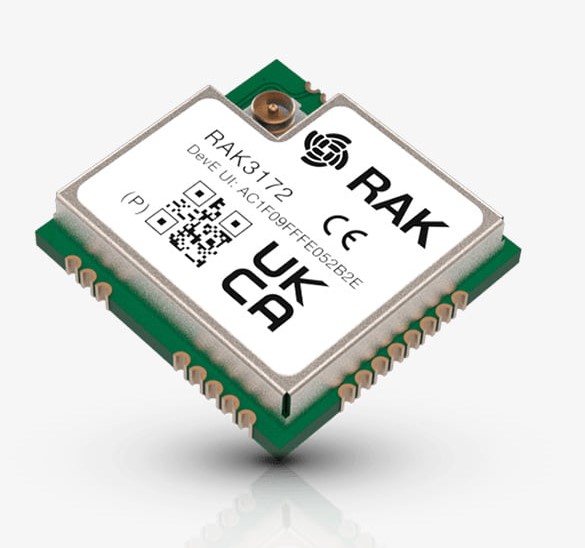 RAK
RAK3172
DevE UI: AC1F09FFFE052B2E
(P)
CE
UK
CA